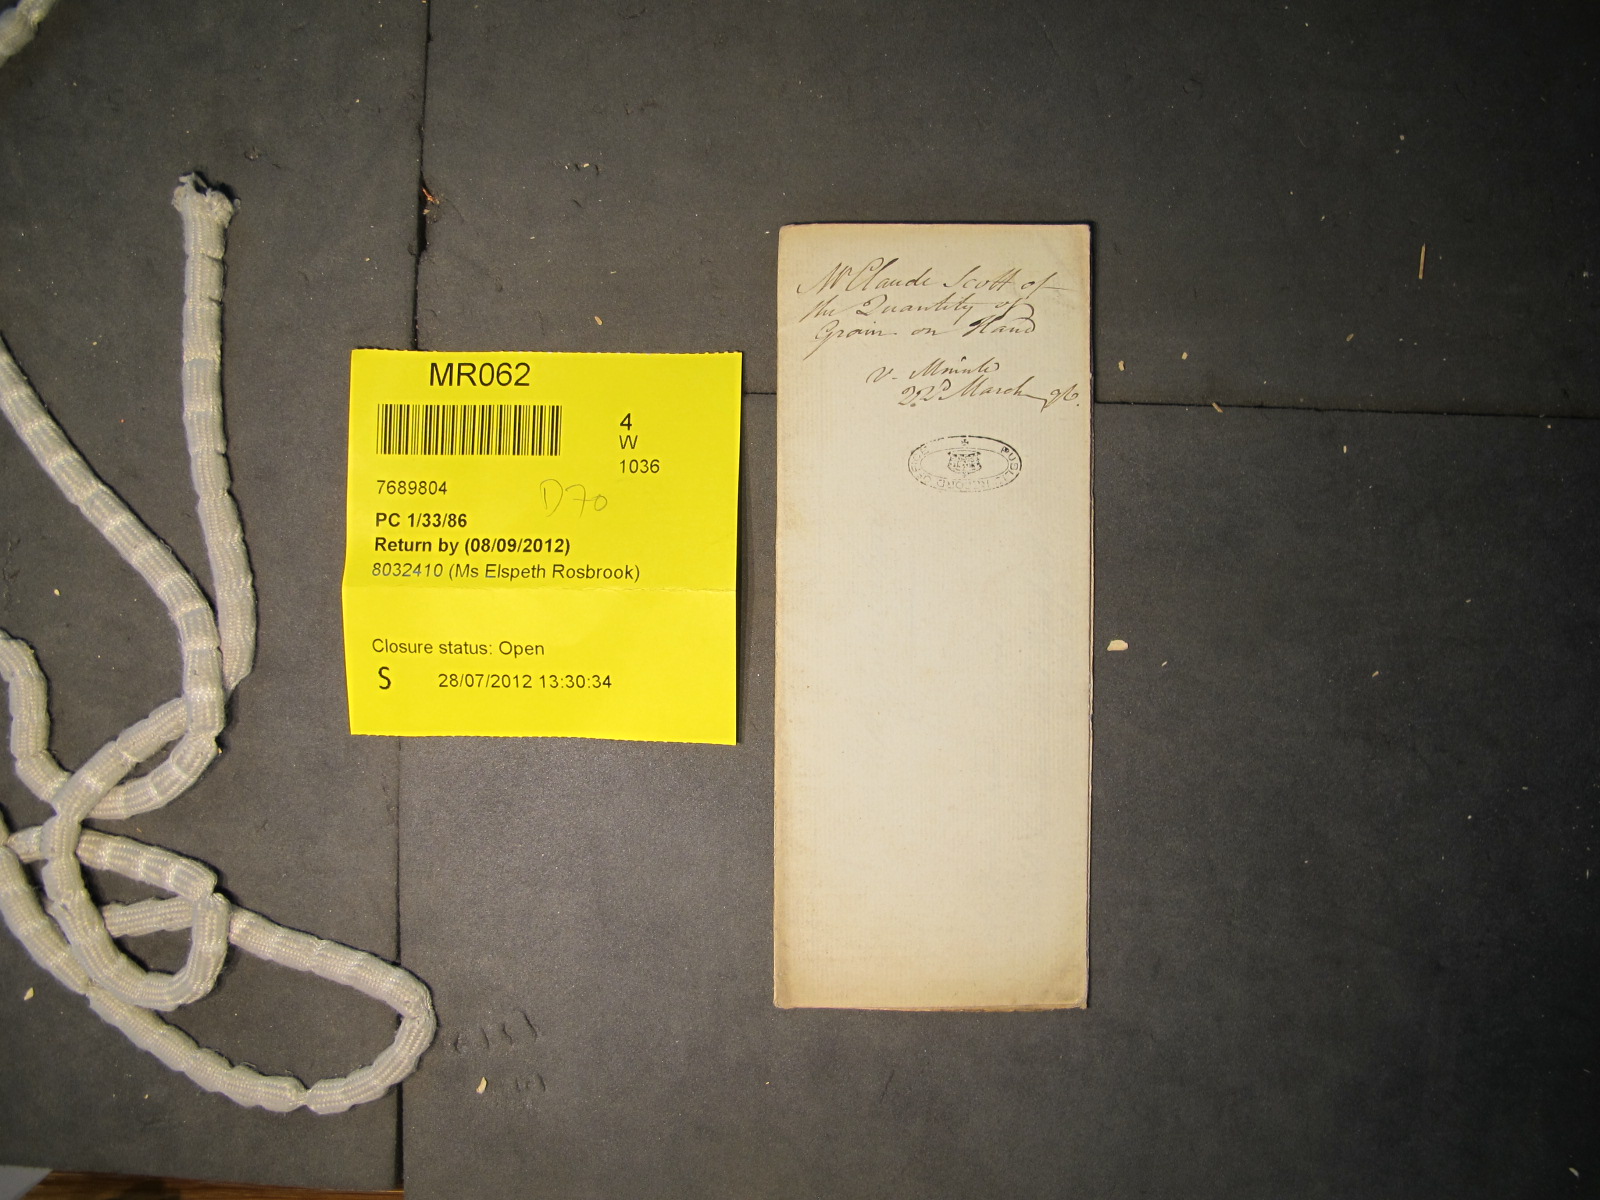 MR062
4
W
1036
7689804
D70
PC 1/33/86
Return by (08/09/2012)
8032410 (Ms Elspeth Rosbrook)
Closure status: Open
S 28/07/2012 13:30:34
Mr Claude Scott of
the Quantity of
Grain on Hand
v. Minute
22d March 96.
PUBLIC RECORD